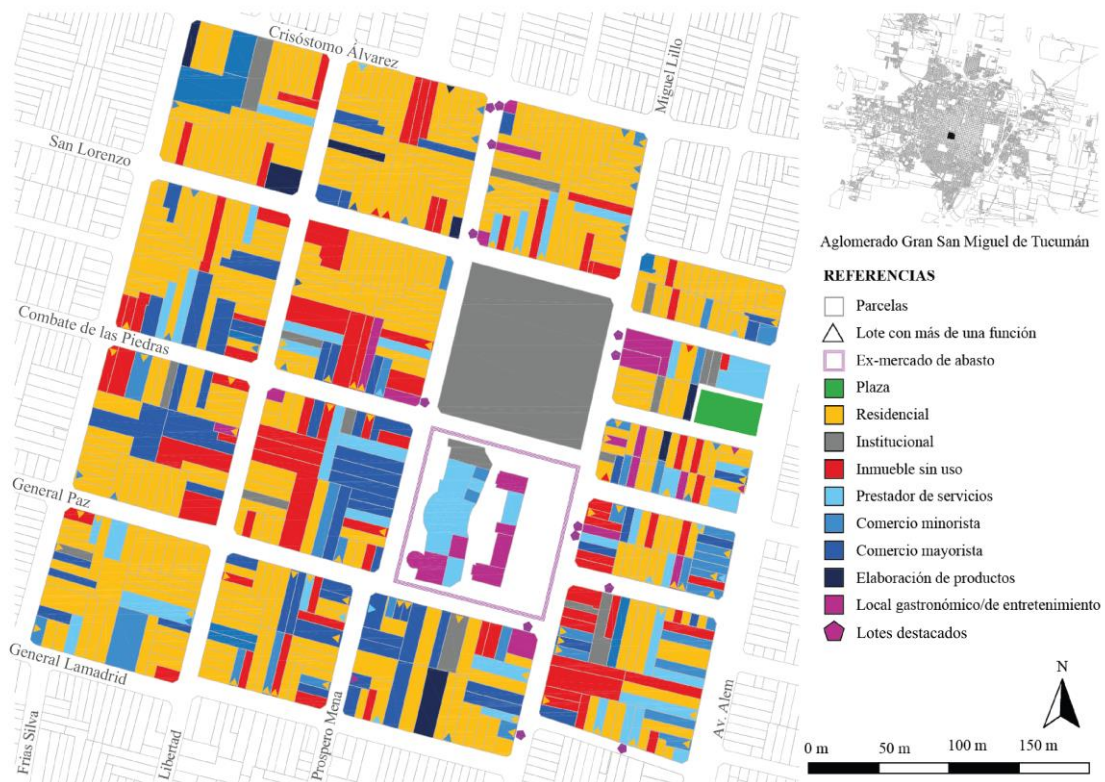 Crisóstomo Álvarez
Miguel Lillo
San Lorenzo
Combate de las Piedras
General Paz
General Lamadrid
Frias Silva
Libertad
Prospero Mena
Av. Alem
Aglomerado Gran San Miguel de Tucumán
REFERENCIAS
Parcelas
Lote con más de una función
Ex-mercado de abasto
Plaza
Residencial
Institucional
Inmueble sin uso
Prestador de servicios
Comercio minorista
Comercio mayorista
Elaboración de productos
Local gastronómico/de entretenimiento
Lotes destacados
N
0 m 50 m 100 m 150 m